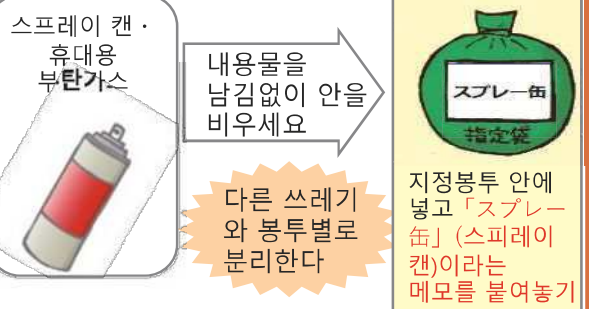 스프레이 캔・
휴대용
부탄가스
내용물을
남김없이 안을
비우세요
다른 쓰레기
와 봉투별로
분리한다
スプレー缶
指定袋
지정봉투 안에
넣고「スプレー
缶」(스피레이
캔)이라는
메모를 붙여놓기